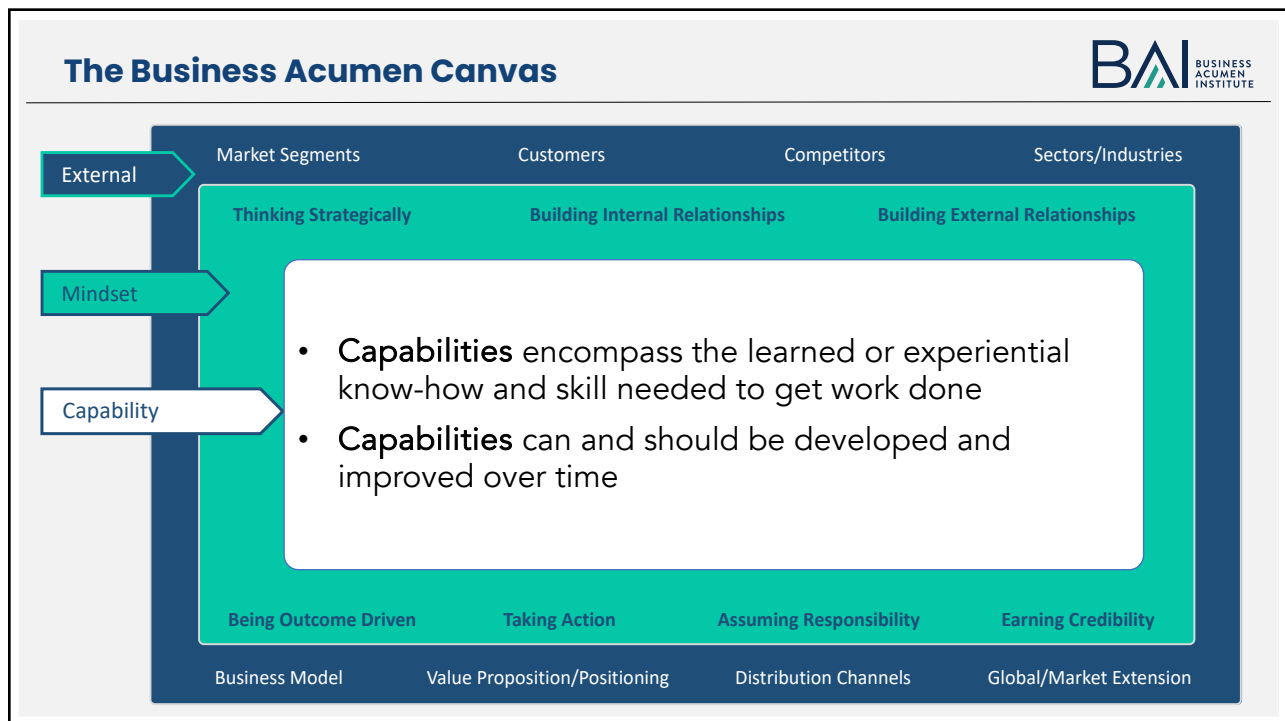 The Business Acumen Canvas
BAI BUSINESS
ACUMEN
INSTITUTE
External
Market Segments Customers Competitors Sectors/Industries
Thinking Strategically Building Internal Relationships Building External Relationships
Mindset
Capability
• Capabilities encompass the learned or experiential
know-how and skill needed to get work done
• Capabilities can and should be developed and
improved over time
Being Outcome Driven Taking Action Assuming Responsibility Earning Credibility
Business Model Value Proposition/Positioning Distribution Channels Global/Market Extension